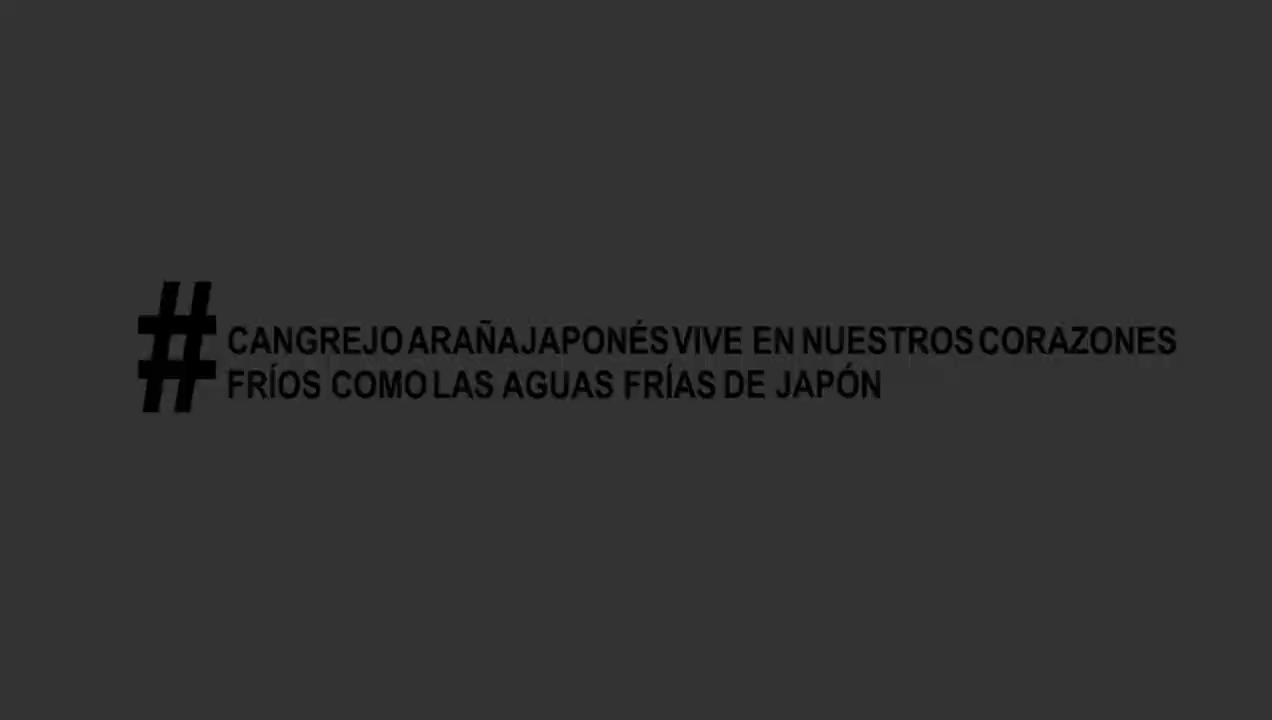 #CANGREJO ARAÑA JAPONÉS VIVE EN NUESTROS CORAZONES
FRÍOS COMO LAS AGUAS FRÍAS DE JAPÓN